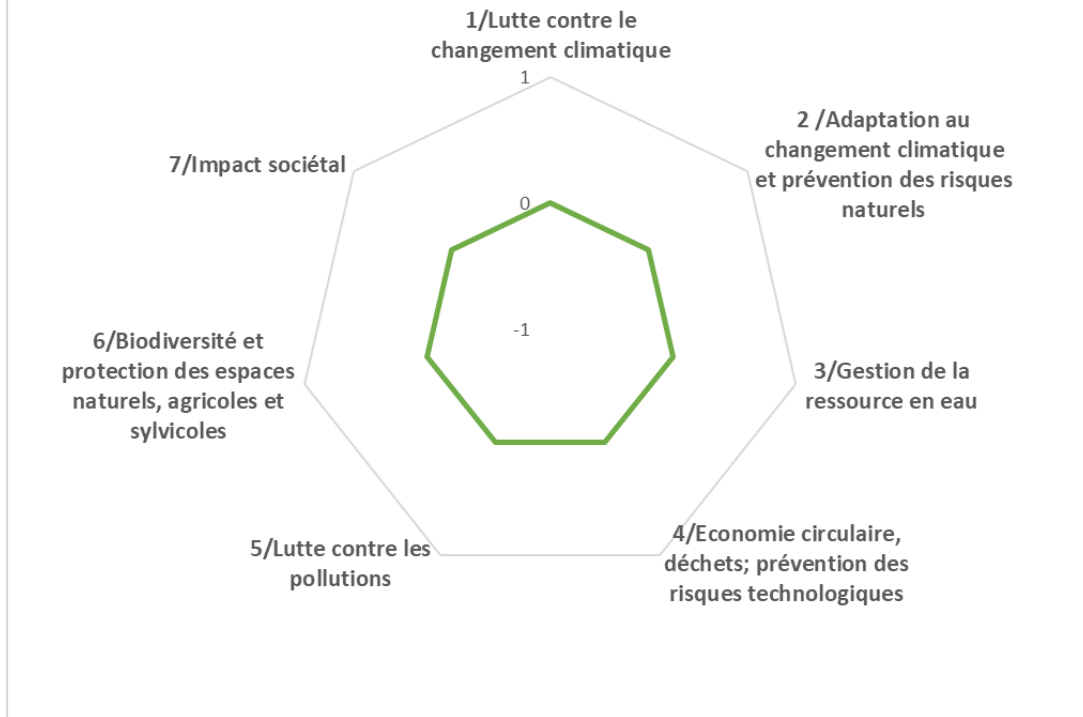 1/Lutte contre le
changement climatique
1
2 /Adaptation au
changement climatique
et prévention des risques
naturels
7/Impact sociétal
0
-1
6/Biodiversité et
protection des espaces
naturels, agricoles et
sylvicoles
3/Gestion de la
ressource en eau
4/Economie circulaire,
déchets; prévention des
risques technologiques
5/Lutte contre les
pollutions